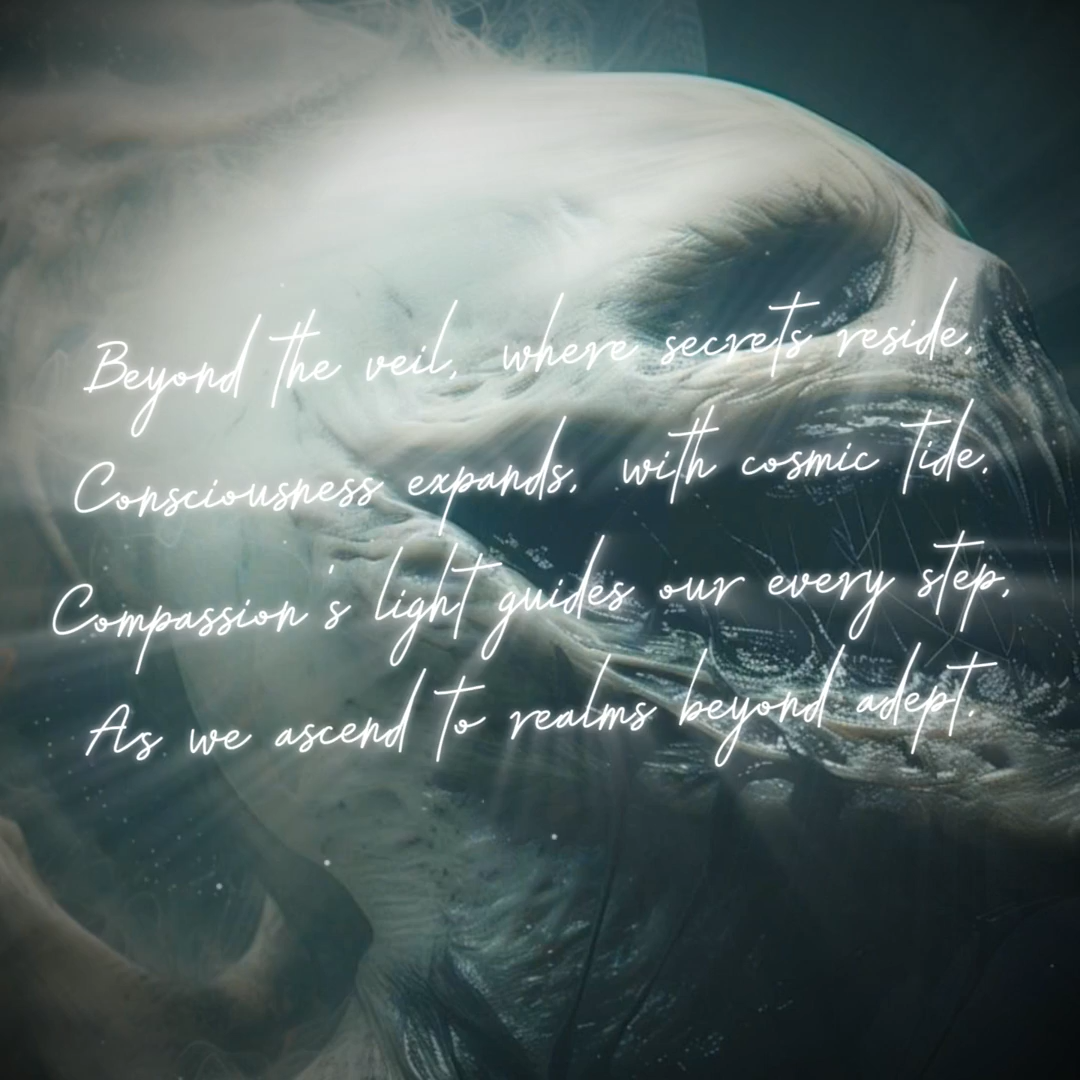 Beyond the veil, where secrets reside,
Consciousness expands, with cosmic tide.
Compassion's light guides our every step,
As we ascend to realms beyond adept.